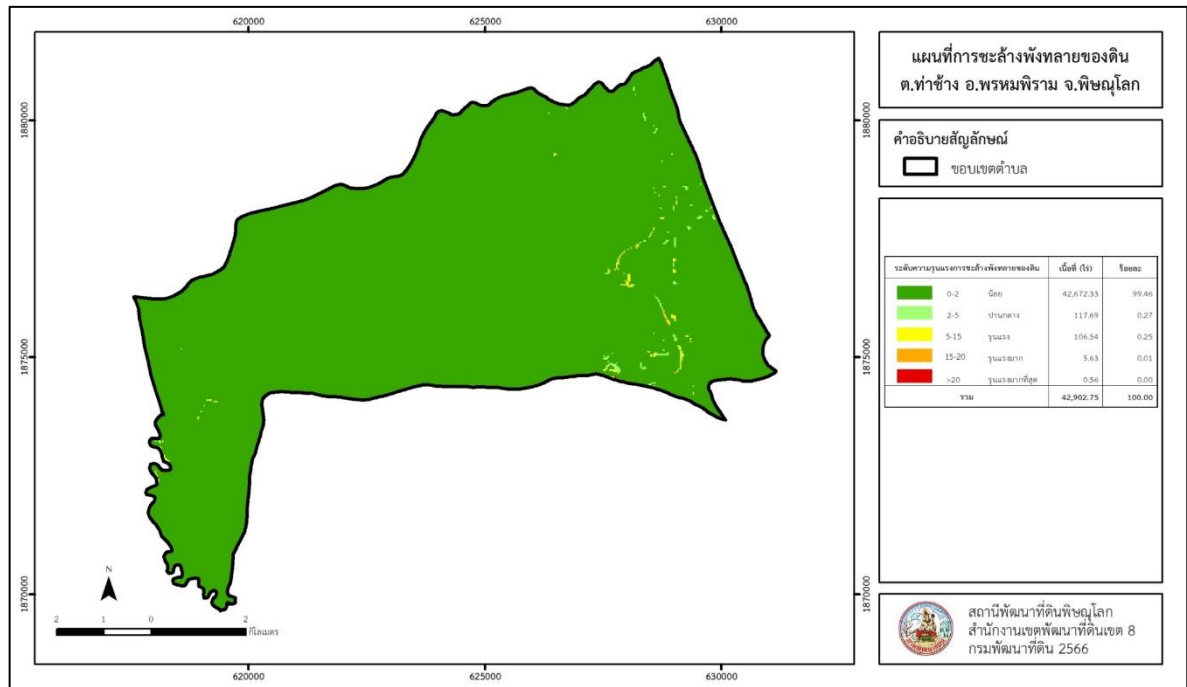 620000
625000
630000
1880000
1875000
1870000
1880000
1875000
1870000
แผนที่การชะล้างพังทลายของดิน
ต.ท่าช้าง อ.พรหมพิราม จ.พิษณุโลก
คำอธิบายสัญลักษณ์
ขอบเขตตำบล
ระดับความรุนแรงการชะล้างพังทลายของดิน เนื้อที่ (ไร่) ร้อยละ
0-2 น้อย 42,672.33 99.46
2-5 ปานกลาง 117.69 0.27
5-15 รุนแรง 106.54 0.25
15-20 รุนแรงมาก 5.63 0.01
>20 รุนแรงมากที่สุด 0.56 0.00
รวม 42,902.75 100.00
N
2 1 0 2
กิโลเมตร
620000
625000
630000
สถานีพัฒนาที่ดินพิษณุโลก
สำนักงานเขตพัฒนาที่ดินเขต 8
กรมพัฒนาที่ดิน 2566